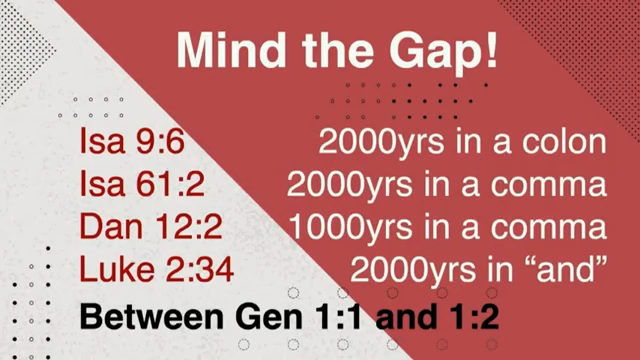 Mind the Gap!
Isa 9:6 2000yrs in a colon
Isa 61:2 2000yrs in a comma
Dan 12:2 1000yrs in a comma
Luke 2:34 2000yrs in “and”
Between Gen 1:1 and 1:2